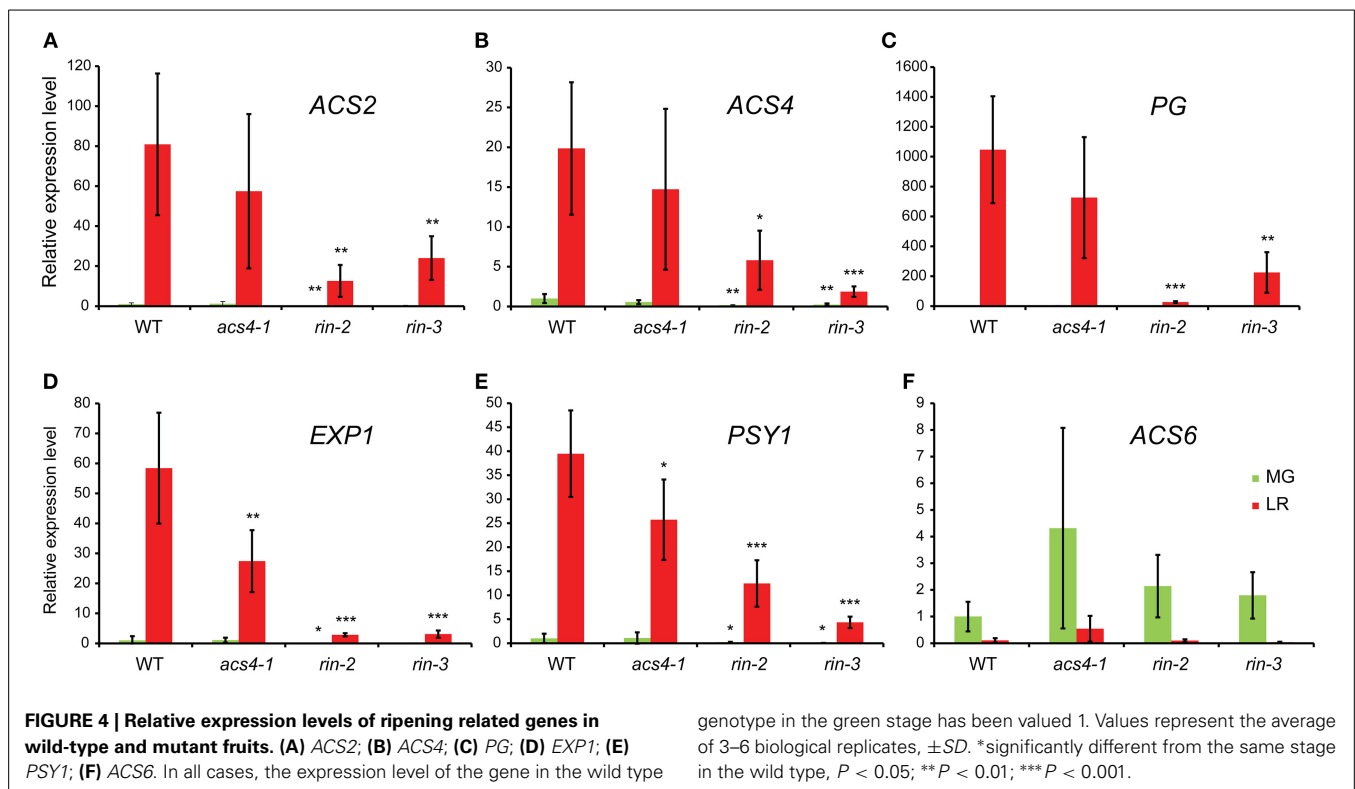 A
Relative expression level
120
100
80
60
40
20
0
ACS2
**
**
**
WT acs4-1 rin-2 rin-3
B
30
25
20
15
10
5
0
ACS4
*
**
**
***
WT acs4-1 rin-2 rin-3
C
1600
1400
1200
1000
800
600
400
200
0
PG
***
**
WT acs4-1 rin-2 rin-3
D
Relative expression level
80
70
60
50
40
30
20
10
0
EXP1
**
*
***
***
WT acs4-1 rin-2 rin-3
E
50
45
40
35
30
25
20
15
10
5
0
PSY1
*
*
***
*
***
WT acs4-1 rin-2 rin-3
F
9
8
7
6
5
4
3
2
1
0
ACS6
MG
LR
WT acs4-1 rin-2 rin-3
FIGURE 4 | Relative expression levels of ripening related genes in
wild-type and mutant fruits. (A) ACS2; (B) ACS4; (C) PG; (D) EXP1; (E)
PSY1; (F) ACS6. In all cases, the expression level of the gene in the wild type
genotype in the green stage has been valued 1. Values represent the average
of 3–6 biological replicates, ±SD. *significantly different from the same stage
in the wild type, P < 0.05; **P < 0.01; ***P < 0.001.